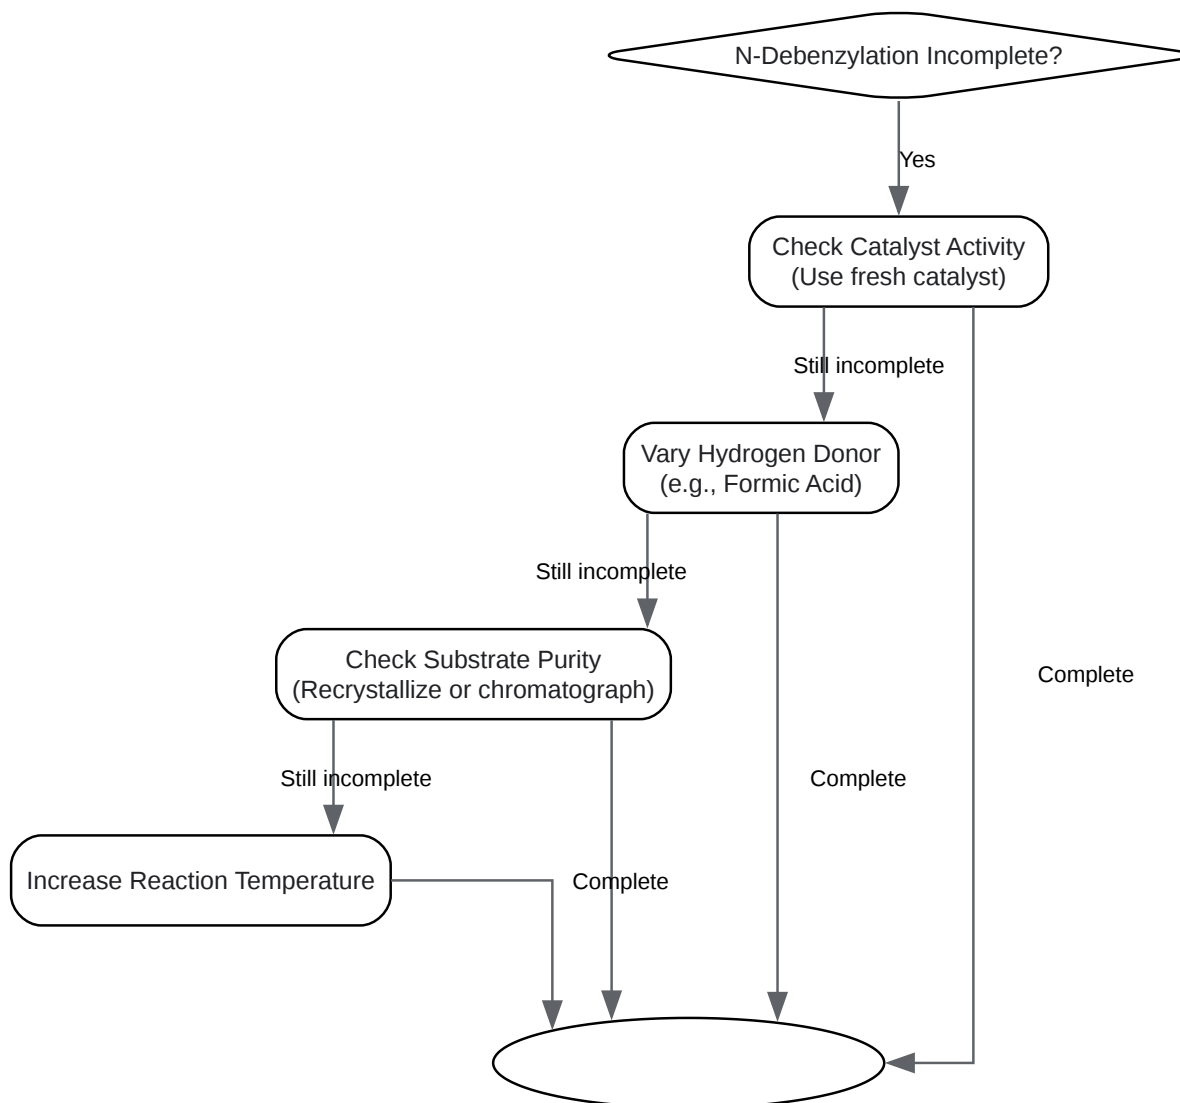 N-Debenzylation Incomplete?
Yes
Check Catalyst Activity
(Use fresh catalyst)
Still incomplete
Vary Hydrogen Donor
(e.g., Formic Acid)
Still incomplete
Check Substrate Purity
(Recrystallize or chromatograph)
Complete
Still incomplete
Complete
Increase Reaction Temperature
Complete